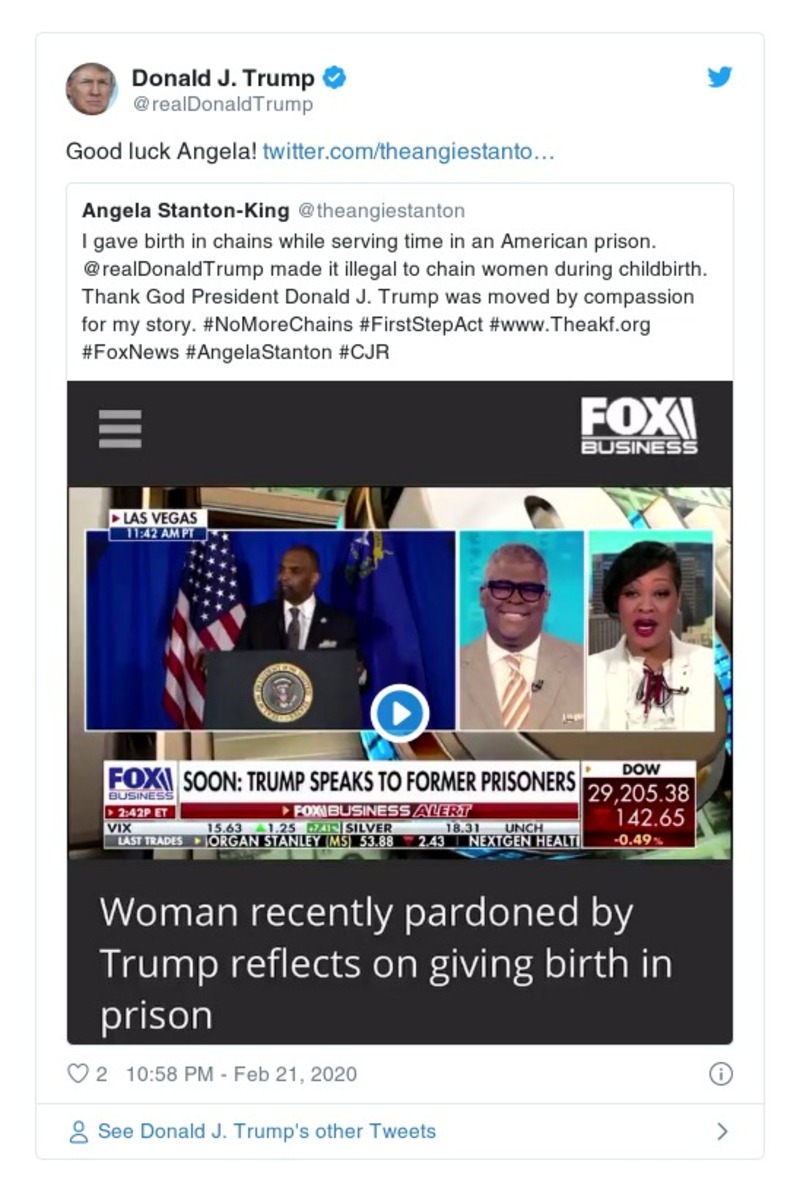 Donald J. Trump
@realDonaldTrump
Good luck Angela! twitter.com/theangiestanto…
Angela Stanton-King @theangiestanton
I gave birth in chains while serving time in an American prison.
@realDonaldTrump made it illegal to chain women during childbirth.
Thank God President Donald J. Trump was moved by compassion
for my story. #NoMoreChains #FirstStepAct #www.Theakf.org
#FoxNews #AngelaStanton #CJR
FOX
BUSINESS
LAS VEGAS
11:42 AM PT
FOX
BUSINESS
2:42P ET
SOON: TRUMP SPEAKS TO FORMER PRISONERS
FOX BUSINESS ALERT
DOW
29,205.38
142.65
-0.49%
VIX 15.63 1.25 SILVER 18.31 UNCH
LAST TRADES ORGAN STANLEY (MS) 53.88 2.43 NEXTGEN HEALT
Woman recently pardoned by
Trump reflects on giving birth in
prison
2 10:58 PM - Feb 21, 2020
See Donald J. Trump's other Tweets